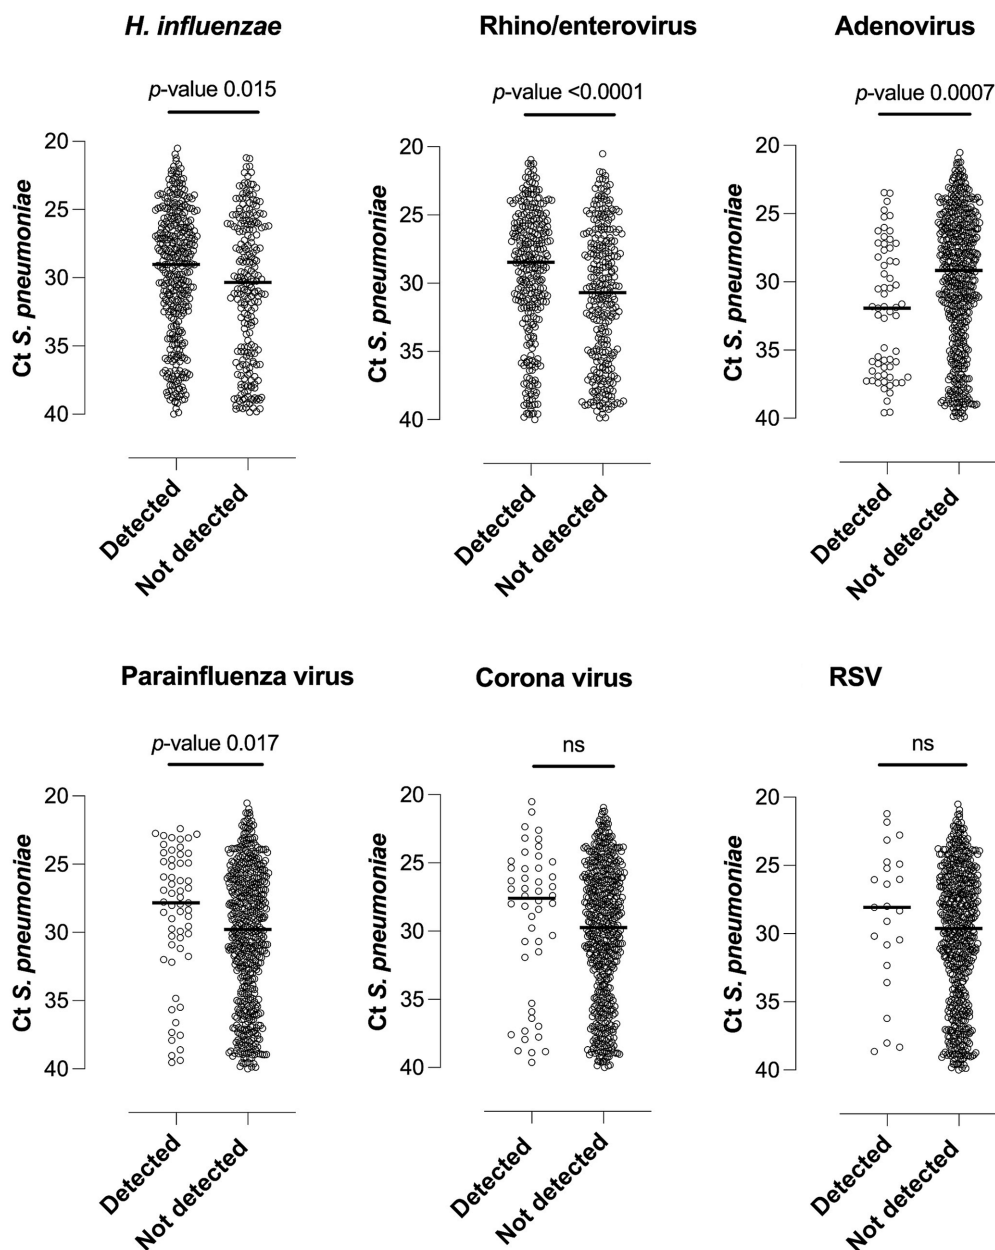 H. influenzae
Rhino/enterovirus
Adenovirus
p-value 0.015
p-value <0.0001
p-value 0.0007
Ct S. pneumoniae
20
25
30
35
40
Ct S. pneumoniae
20
25
30
35
40
Ct S. pneumoniae
20
25
30
35
40
Detected
Not detected
Detected
Not detected
Detected
Not detected
Parainfluenza virus
Corona virus
RSV
p-value 0.017
ns
ns
Ct S. pneumoniae
20
25
30
35
40
Ct S. pneumoniae
20
25
30
35
40
Ct S. pneumoniae
20
25
30
35
40
Detected
Not detected
Detected
Not detected
Detected
Not detected